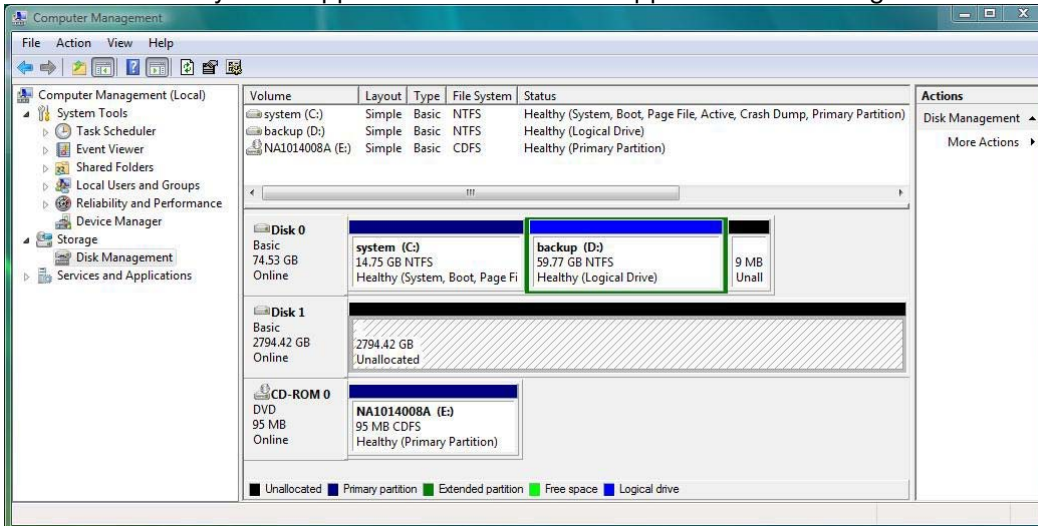 Computer Management
File Action View Help
Computer Management (Local)
System Tools
Task Scheduler
Event Viewer
Shared Folders
Local Users and Groups
Reliability and Performance
Device Manager
Storage
Disk Management
Services and Applications
Volume Layout Type File System Status
system (C:) Simple Basic NTFS Healthy (System, Boot, Page File, Active, Crash Dump, Primary Partition)
backup (D:) Simple Basic NTFS Healthy (Logical Drive)
NA1014008A (E:) Simple Basic CDFS Healthy (Primary Partition)
Disk 0
Basic
74.53 GB
Online
system (C:)
14.75 GB NTFS
Healthy (System, Boot, Page Fi
backup (D:)
59.77 GB NTFS
Healthy (Logical Drive)
9 MB
Unall
Disk 1
Basic
2794.42 GB
Online
2794.42 GB
Unallocated
CD-ROM 0
DVD
95 MB
Online
NA1014008A (E:)
95 MB CDFS
Healthy (Primary Partition)
Unallocated Primary partition Extended partition Free space Logical drive
Actions
Disk Management
More Actions